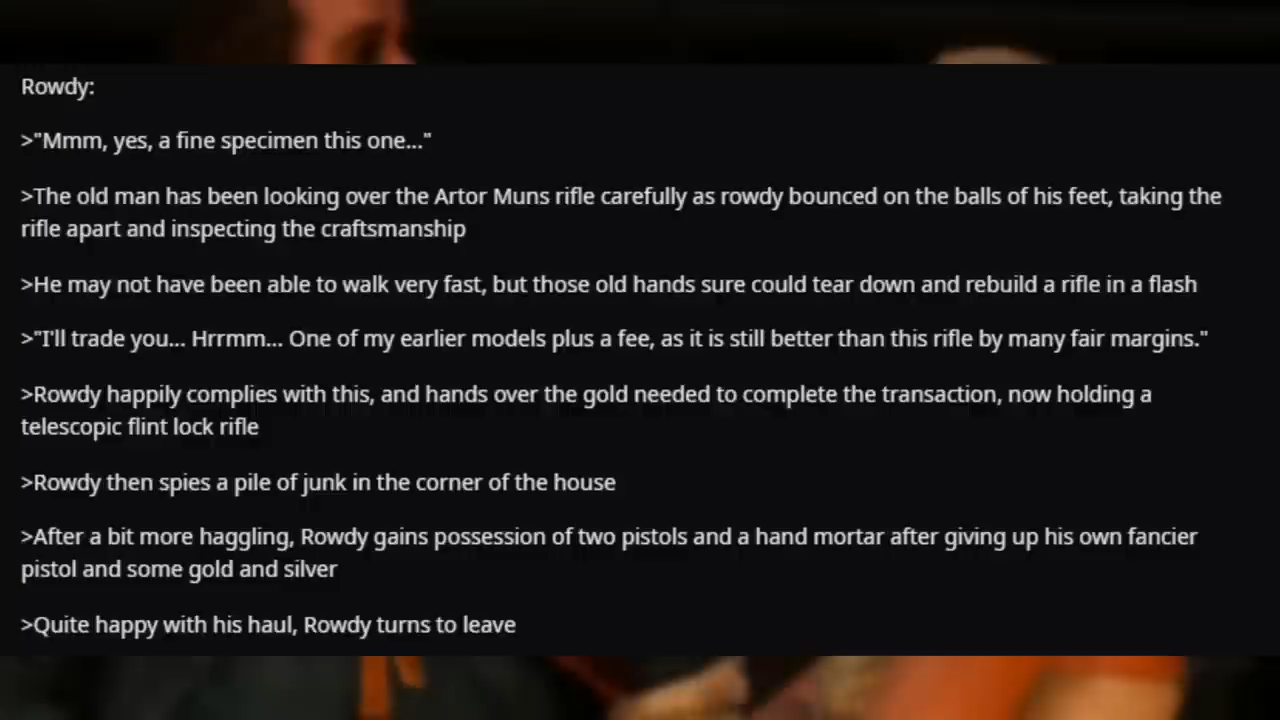 Rowdy:
>"Mmm, yes, a fine specimen this one..."
>The old man has been looking over the Artor Muns rifle carefully as rowdy bounced on the balls of his feet, taking the
rifle apart and inspecting the craftsmanship
>He may not have been able to walk very fast, but those old hands sure could tear down and rebuild a rifle in a flash
>"I'll trade you... Hrrmm... One of my earlier models plus a fee, as it is still better than this rifle by many fair margins."
>Rowdy happily complies with this, and hands over the gold needed to complete the transaction, now holding a
telescopic flint lock rifle
>Rowdy then spies a pile of junk in the corner of the house
>After a bit more haggling, Rowdy gains possession of two pistols and a hand mortar after giving up his own fancier
pistol and some gold and silver
>Quite happy with his haul, Rowdy turns to leave